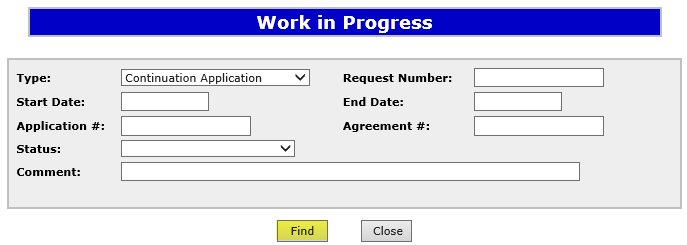 Work in Progress
Type: Continuation Application Request Number:
Start Date: End Date:
Application #: Agreement #:
Status:
Comment:
Find Close